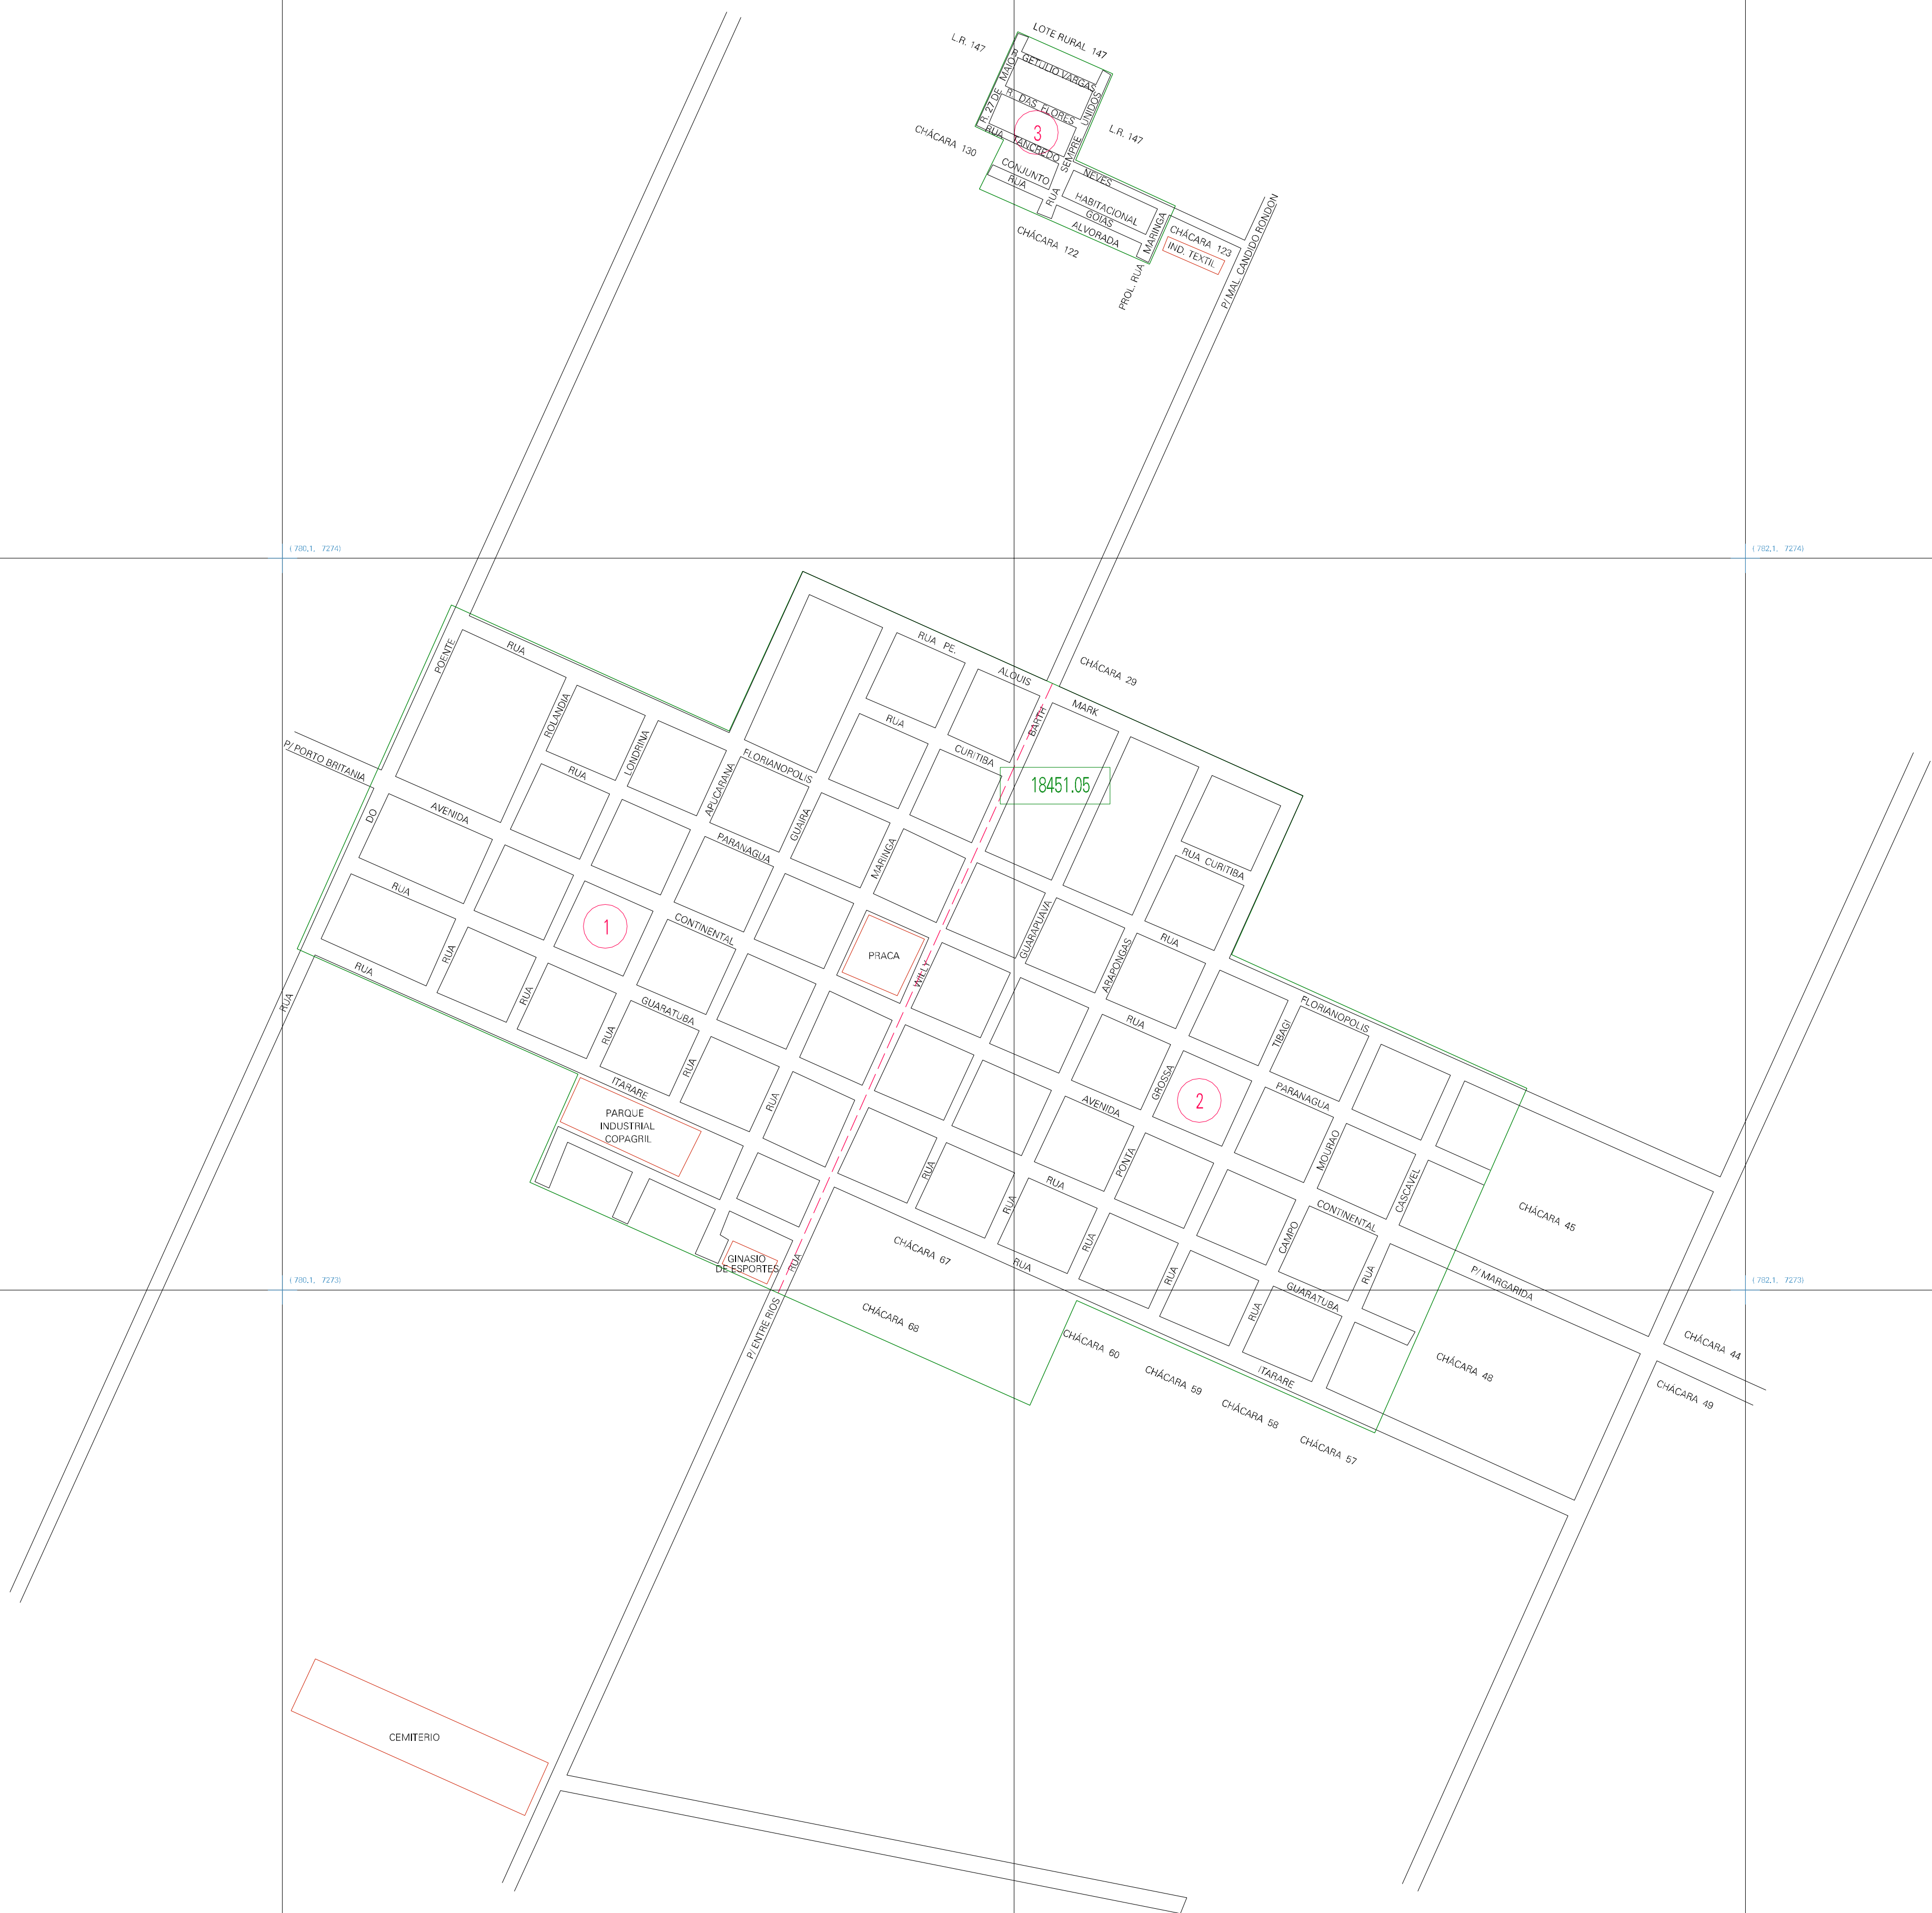 LOTE RURAL 147
L.R. 147
R. GETULIO VARGAS
R. 27 DE MAIO
R. DAS FLORES
UNIDOS
3
L.R. 147
CHÁCARA 130
RUA TANCREDO
SEMPRE
CONJUNTO
NEVES
RUA
RUA
HABITACIONAL
GOIAS
ALVORADA
MARINGA
CHÁCARA 123
IND. TEXTIL
CHÁCARA 122
PROL. RUA
P/ MAL. CANDIDO RONDON
( 780,1, 7274)
( 782,1, 7274)
POENTE
RUA
RUA PE.
ALOUIS
CHÁCARA 29
MARK
ROLANDIA
RUA
BARTH
P/ PORTO BRITANIA
LONDRINA
FLORIANOPOLIS
CURITIBA
RUA
APUCARANA
18451.05
DO
AVENIDA
GUAIRA
PARANAGUA
MARINGA
RUA CURITIBA
RUA
1
CONTINENTAL
GUARAPUAVA
RUA
PRACA
RUA
ARAPONGAS
RUA
WILLY
RUA
RUA
GUARATUBA
RUA
FLORIANOPOLIS
RUA
TIBAGI
RUA
ITARARE
RUA
GROSSA
2
PARANAGUA
AVENIDA
PARQUE
INDUSTRIAL
COPAGRIL
MOURAO
PONTA
RUA
RUA
CASCAVEL
RUA
CONTINENTAL
CHÁCARA 45
CAMPO
RUA
CHÁCARA 67
RUA
GINASIO
DE ESPORTES
RUA
RUA
RUA
P/ MARGARIDA
( 780,1, 7273)
( 782,1, 7273)
GUARATUBA
RUA
P/ ENTRE RIOS
CHÁCARA 68
CHÁCARA 60
CHÁCARA 44
ITARARE
CHÁCARA 59
CHÁCARA 48
CHÁCARA 49
CHÁCARA 58
CHÁCARA 57
CEMITERIO